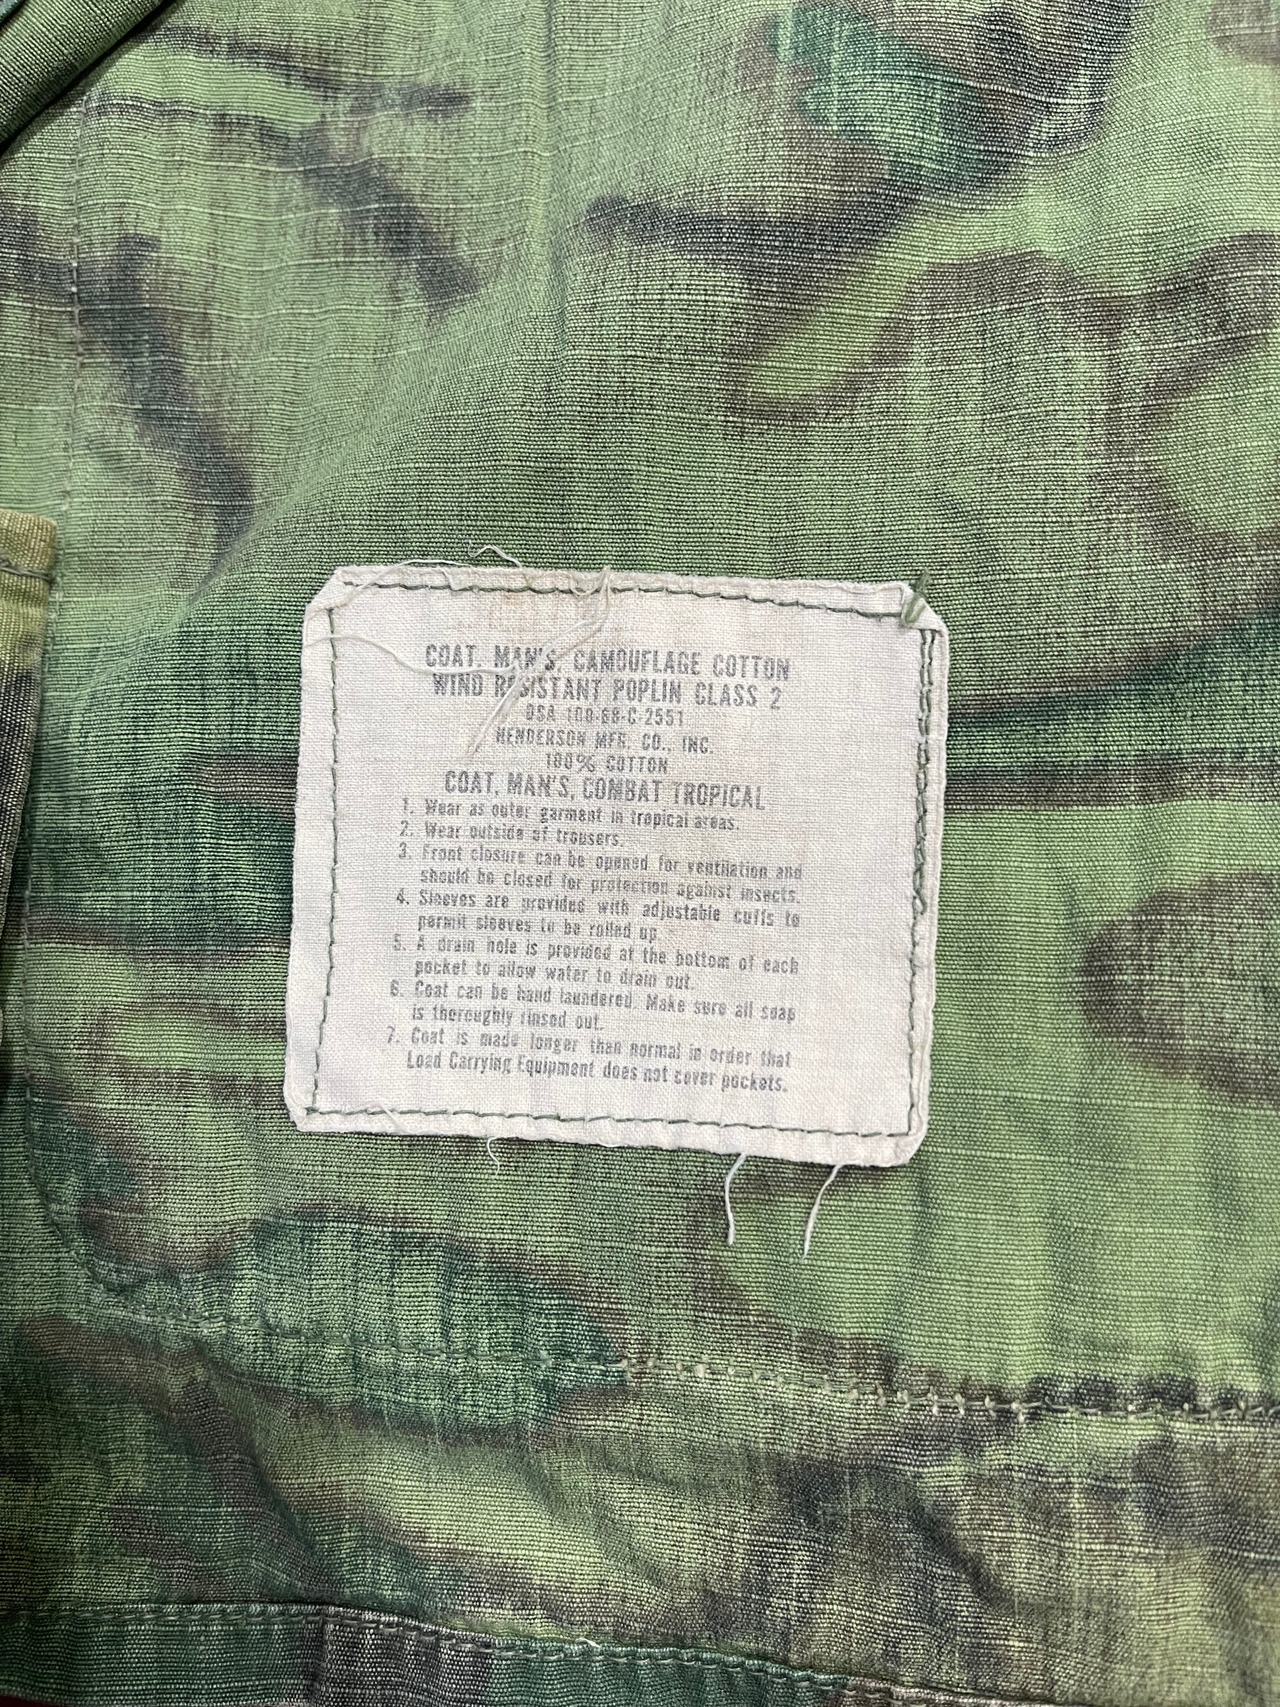 COAT, MAN'S, CAMOUFLAGE COTTON
WIND RESISTANT POPLIN CLASS 2
DSA 100-68-C-2551
HENDERSON MFR. CO., INC.
100% COTTON
COAT, MAN'S, COMBAT TROPICAL
1. Wear as outer garment in tropical areas.
2. Wear outside of trousers.
3. Front closure can be opened for ventilation and
should be closed for protection against insects.
4. Sleeves are provided with adjustable cuffs to
permit sleeves to be rolled up
5. A drain hole is provided at the bottom of each
pocket to allow water to drain out.
6. Coat can be hand laundered. Make sure all soap
is thoroughly rinsed out.
7. Coat is made longer than normal in order that
Load Carrying Equipment does not cover pockets.